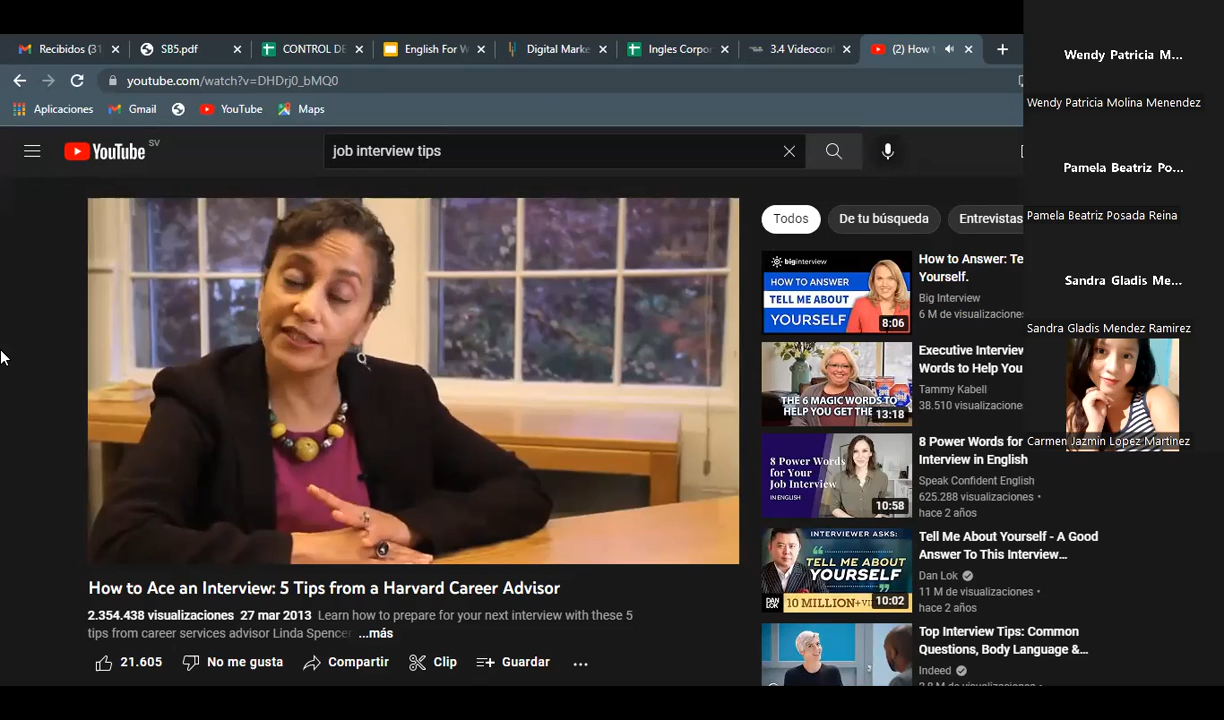 Recibidos (31
SB5.pdf
CONTROL DE
English For W
Digital Marke
Ingles Corpo
3.4 Videocon
(2) How t
youtube.com/watch?v=DHDrj0_bMQ0
Aplicaciones
Gmail
YouTube
Maps
YouTube
SV
job interview tips
Todos
De tu búsqueda
Entrevistas
biginterview
HOW TO ANSWER
TELL ME ABOUT
YOURSELF
8:06
How to Answer: Te
Yourself.
Big Interview
6 M de visualizaciones
THE 6 MAGIC WORDS TO
HELP YOU GET THE
13:18
Executive Interview
Words to Help You
Tammy Kabell
38.510 visualizaciones
8 Power Words
for Your
Job Interview
IN ENGLISH
10:58
8 Power Words for
Interview in English
Speak Confident English
625.288 visualizaciones •
hace 2 años
INTERVIEWER ASKS:
"TELL ME ABOUT
YOURSELF"
DAN
LOK
10 MILLION+
10:02
Tell Me About Yourself - A Good
Answer To This Interview...
Dan Lok
11 M de visualizaciones •
hace 2 años
Top Interview Tips: Common
Questions, Body Language &...
Indeed
How to Ace an Interview: 5 Tips from a Harvard Career Advisor
2.354.438 visualizaciones 27 mar 2013 Learn how to prepare for your next interview with these 5
tips from career services advisor Linda Spencer ...más
21.605
No me gusta
Compartir
Clip
Guardar
Wendy Patricia M...
Wendy Patricia Molina Menendez
Pamela Beatriz Po...
Pamela Beatriz Posada Reina
Sandra Gladis Me...
Sandra Gladis Mendez Ramirez
Carmen Jazmin Lopez Martinez